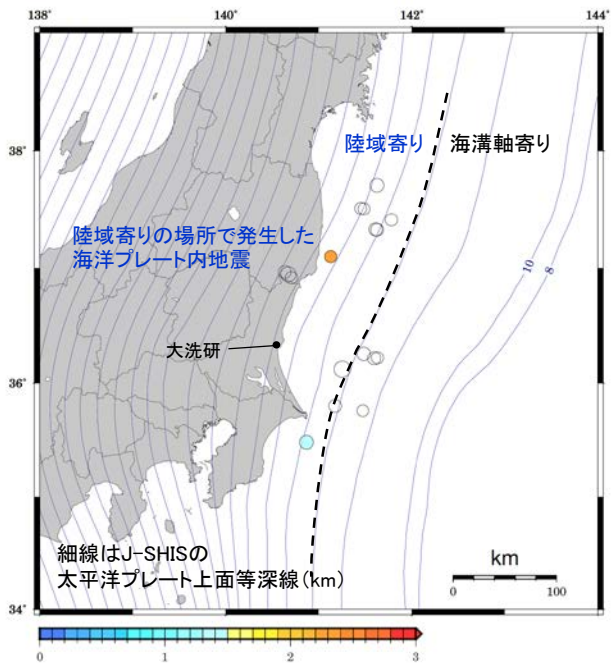 138° 140° 142° 144°
陸域寄り 海溝軸寄り
38°
陸域寄りの場所で発生した
海洋プレート内地震
10 8
大洗研
36°
細線はJ-SHISの
太平洋プレート上面等深線(km)
km
0 100
34°
0 1 2 3